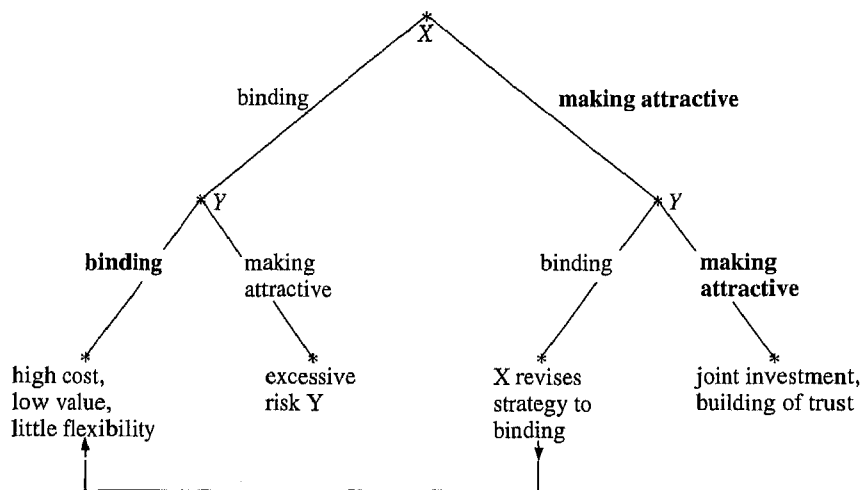 X
binding
making attractive
Y
Y
binding
making
attractive
binding
making
attractive
high cost,
low value,
little flexibility
excessive
risk Y
X revises
strategy to
binding
joint investment,
building of trust